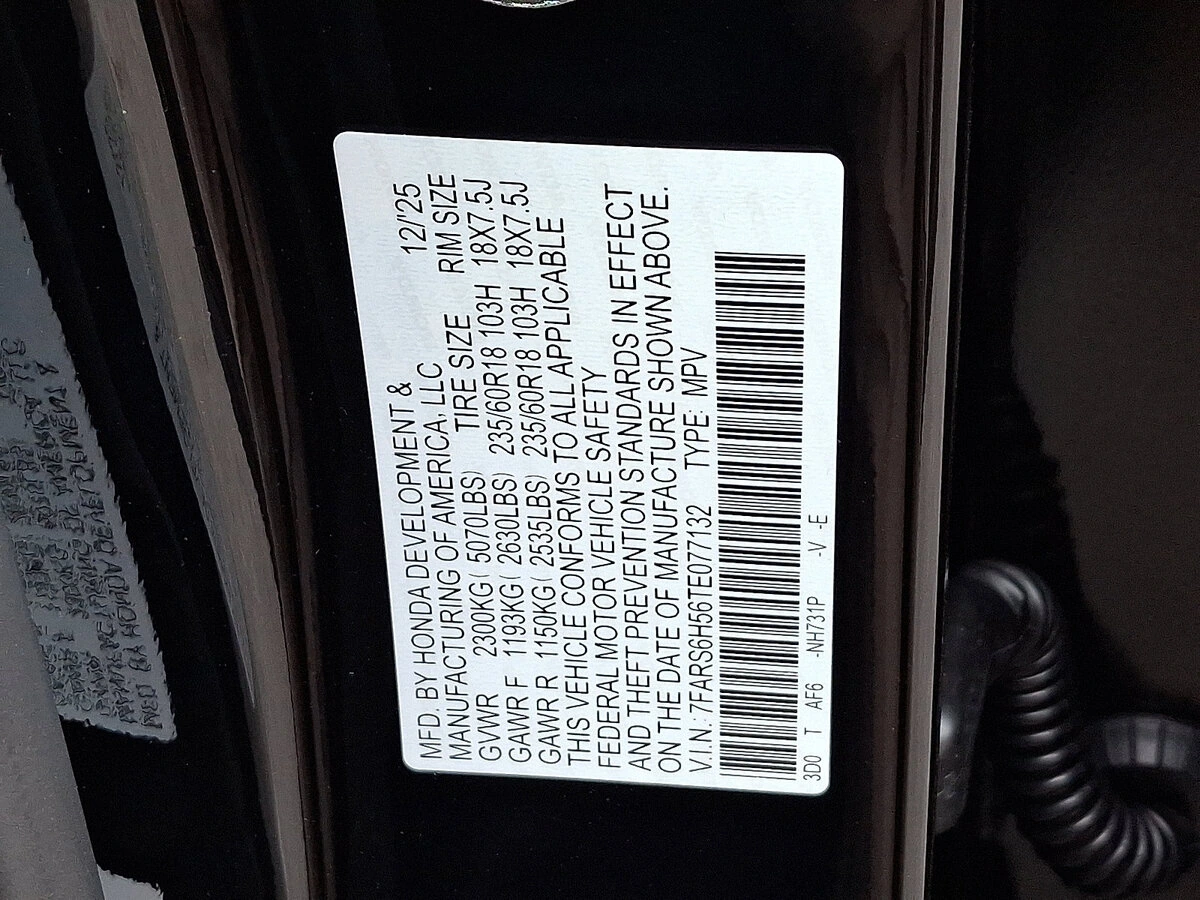 MFD. BY HONDA DEVELOPMENT &
MANUFACTURING OF AMERICA, LLC 12/'25
GVWR 2300KG ( 5070LBS) TIRE SIZE RIM SIZE
GAWR F 1193KG ( 2630LBS) 235/60R18 103H 18X7.5J
GAWR R 1150KG ( 2535LBS) 235/60R18 103H 18X7.5J
THIS VEHICLE CONFORMS TO ALL APPLICABLE
FEDERAL MOTOR VEHICLE SAFETY
AND THEFT PREVENTION STANDARDS IN EFFECT
ON THE DATE OF MANUFACTURE SHOWN ABOVE.
V.I.N.: 7FARS6H56TE077132 TYPE: MPV
3D0 T AF6 -NH731P -V -E